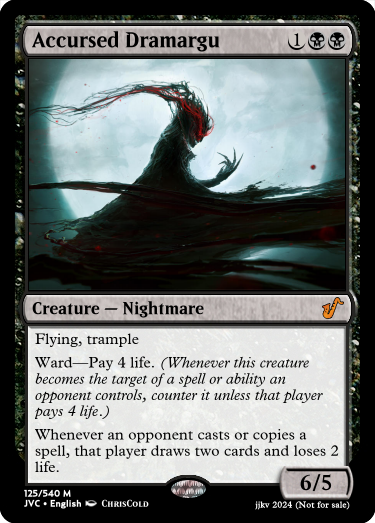 Accursed Dramargu 1
Creature — Nightmare
Flying, trample
Ward—Pay 4 life. (Whenever this creature
becomes the target of a spell or ability an
opponent controls, counter it unless that player
pays 4 life.)
Whenever an opponent casts or copies a
spell, that player draws two cards and loses 2
life.
6/5
125/540 M
JVC • English ChrisCold
jjkv 2024 (Not for sale)